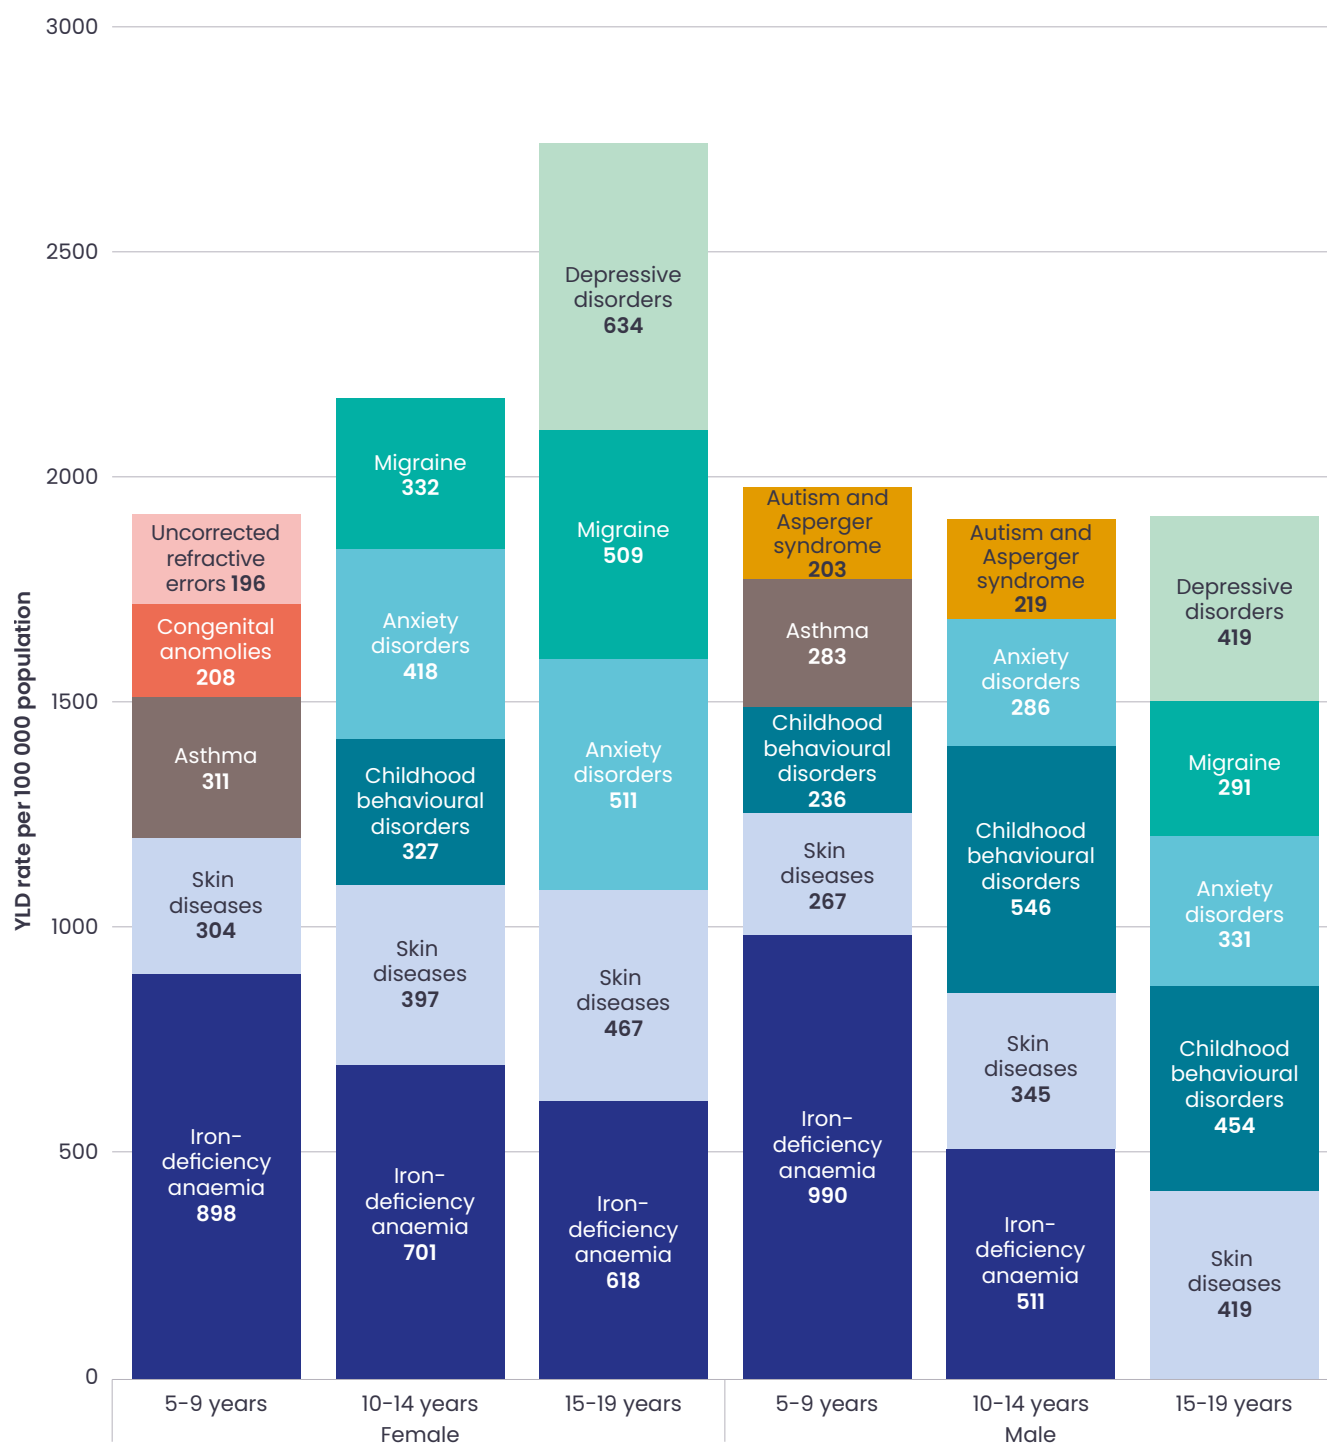 3000
2500
2000
1500
1000
500
0
YLD rate per 100 000 population
Uncorrected
refractive
errors 196
Congenital
anomolies
208
Asthma
311
Skin
diseases
304
Iron-
deficiency
anaemia
898
Migraine
332
Anxiety
disorders
418
Childhood
behavioural
disorders
327
Skin
diseases
397
Iron-
deficiency
anaemia
701
Depressive
disorders
634
Migraine
509
Anxiety
disorders
511
Skin
diseases
467
Iron-
deficiency
anaemia
618
Autism and
Asperger
syndrome
203
Asthma
283
Childhood
behavioural
disorders
236
Skin
diseases
267
Iron-
deficiency
anaemia
990
Autism and
Asperger
syndrome
219
Anxiety
disorders
286
Childhood
behavioural
disorders
546
Skin
diseases
345
Iron-
deficiency
anaemia
511
Depressive
disorders
419
Migraine
291
Anxiety
disorders
331
Childhood
behavioural
disorders
454
Skin
diseases
419
5-9 years
10-14 years
15-19 years
5-9 years
10-14 years
15-19 years
Female
Male